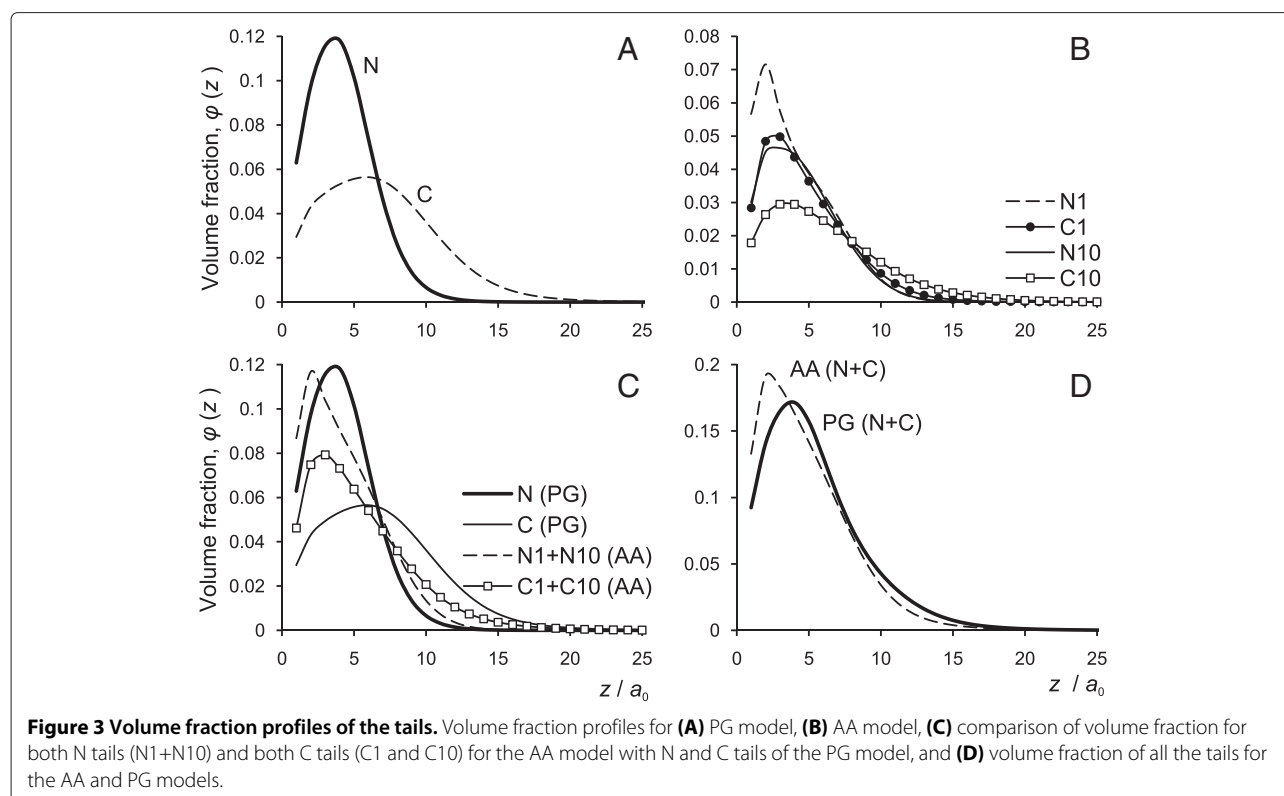 Volume fraction, φ (z )
0.12
0.1
0.08
0.06
0.04
0.02
0
0
5
10
15
20
25
A
N
C
0.08
0.07
0.06
0.05
0.04
0.03
0.02
0.01
0
0
5
10
15
20
25
B
N1
C1
N10
C10
Volume fraction, φ (z )
0.12
0.1
0.08
0.06
0.04
0.02
0
0
5
10
15
20
25
C
N (PG)
C (PG)
N1+N10 (AA)
C1+C10 (AA)
z / a0
0.2
0.15
0.1
0.05
0
0
5
10
15
20
25
D
AA (N+C)
PG (N+C)
z / a0
Figure 3 Volume fraction profiles of the tails. Volume fraction profiles for (A) PG model, (B) AA model, (C) comparison of volume fraction for
both N tails (N1+N10) and both C tails (C1 and C10) for the AA model with N and C tails of the PG model, and (D) volume fraction of all the tails for
the AA and PG models.